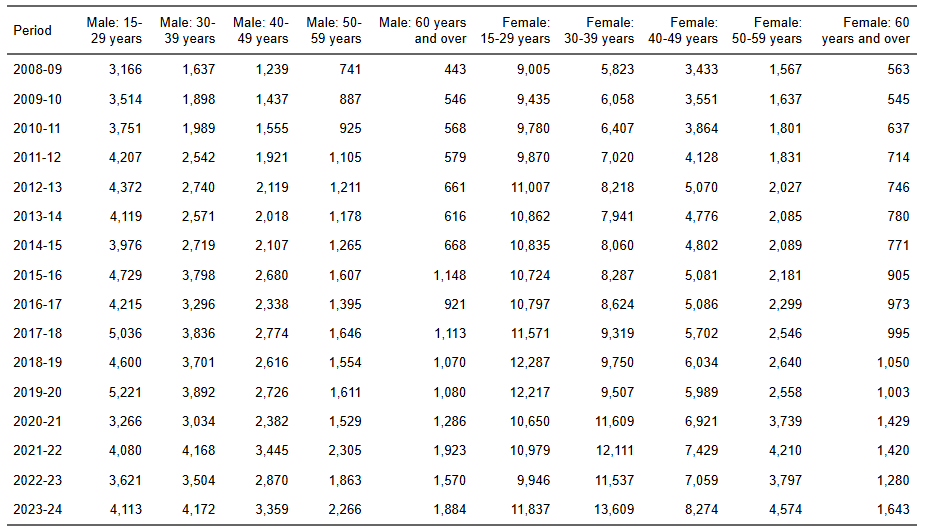 Period Male: 15-29 years Male: 30-39 years Male: 40-49 years Male: 50-59 years Male: 60 years and over Female: 15-29 years Female: 30-39 years Female: 40-49 years Female: 50-59 years Female: 60 years and over
2008-09 3,166 1,637 1,239 741 443 9,005 5,823 3,433 1,567 563
2009-10 3,514 1,898 1,437 887 546 9,435 6,058 3,551 1,637 545
2010-11 3,751 1,989 1,555 925 568 9,780 6,407 3,864 1,801 637
2011-12 4,207 2,542 1,921 1,105 579 9,870 7,020 4,128 1,831 714
2012-13 4,372 2,740 2,119 1,211 661 11,007 8,218 5,070 2,027 746
2013-14 4,119 2,571 2,018 1,178 616 10,862 7,941 4,776 2,085 780
2014-15 3,976 2,719 2,107 1,265 668 10,835 8,060 4,802 2,089 771
2015-16 4,729 3,798 2,680 1,607 1,148 10,724 8,287 5,081 2,181 905
2016-17 4,215 3,296 2,338 1,395 921 10,797 8,624 5,086 2,299 973
2017-18 5,036 3,836 2,774 1,646 1,113 11,571 9,319 5,702 2,546 995
2018-19 4,600 3,701 2,616 1,554 1,070 12,287 9,750 6,034 2,640 1,050
2019-20 5,221 3,892 2,726 1,611 1,080 12,217 9,507 5,989 2,558 1,003
2020-21 3,266 3,034 2,382 1,529 1,286 10,650 11,609 6,921 3,739 1,429
2021-22 4,080 4,168 3,445 2,305 1,923 10,979 12,111 7,429 4,210 1,420
2022-23 3,621 3,504 2,870 1,863 1,570 9,946 11,537 7,059 3,797 1,280
2023-24 4,113 4,172 3,359 2,266 1,884 11,837 13,609 8,274 4,574 1,643